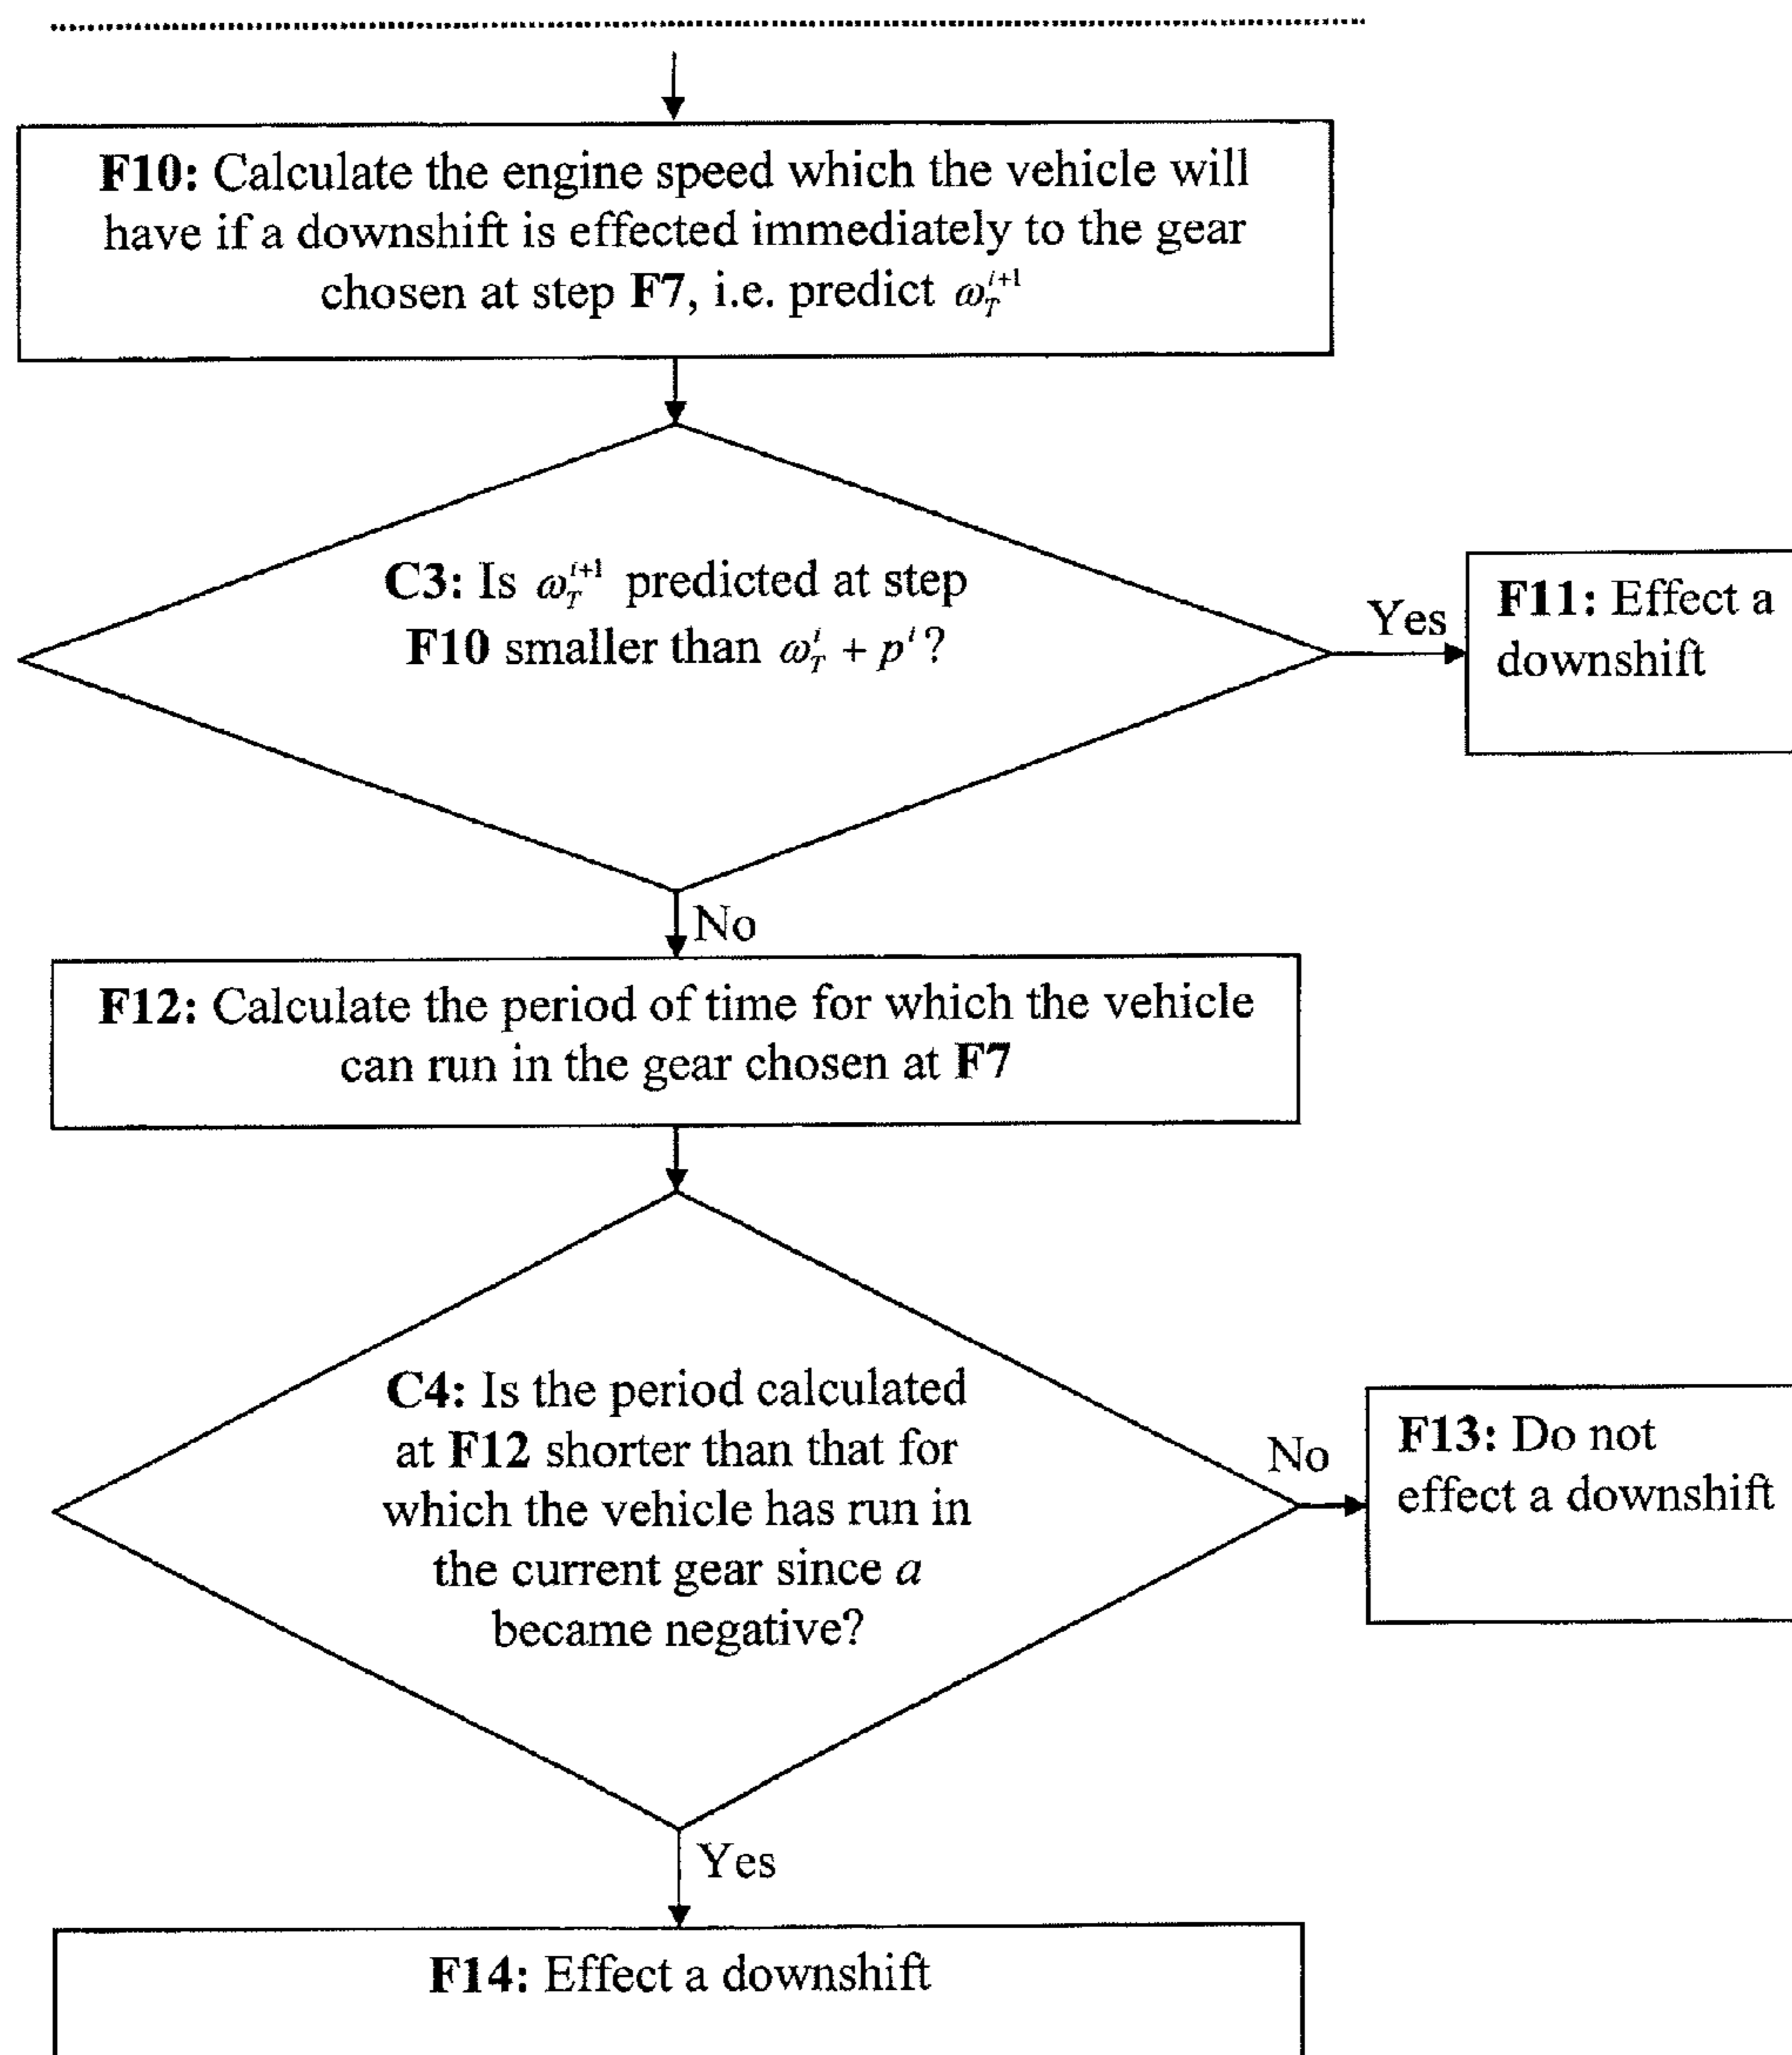 F10: Calculate the engine speed which the vehicle will
have if a downshift is effected immediately to the gear
chosen at step F7, i.e. predict ω_T^{i+1}
C3: Is ω_T^{i+1} predicted at step
F10 smaller than ω_T^i + p^i?
Yes
F11: Effect a
downshift
No
F12: Calculate the period of time for which the vehicle
can run in the gear chosen at F7
C4: Is the period calculated
at F12 shorter than that for
which the vehicle has run in
the current gear since a
became negative?
No
F13: Do not
effect a downshift
Yes
F14: Effect a downshift